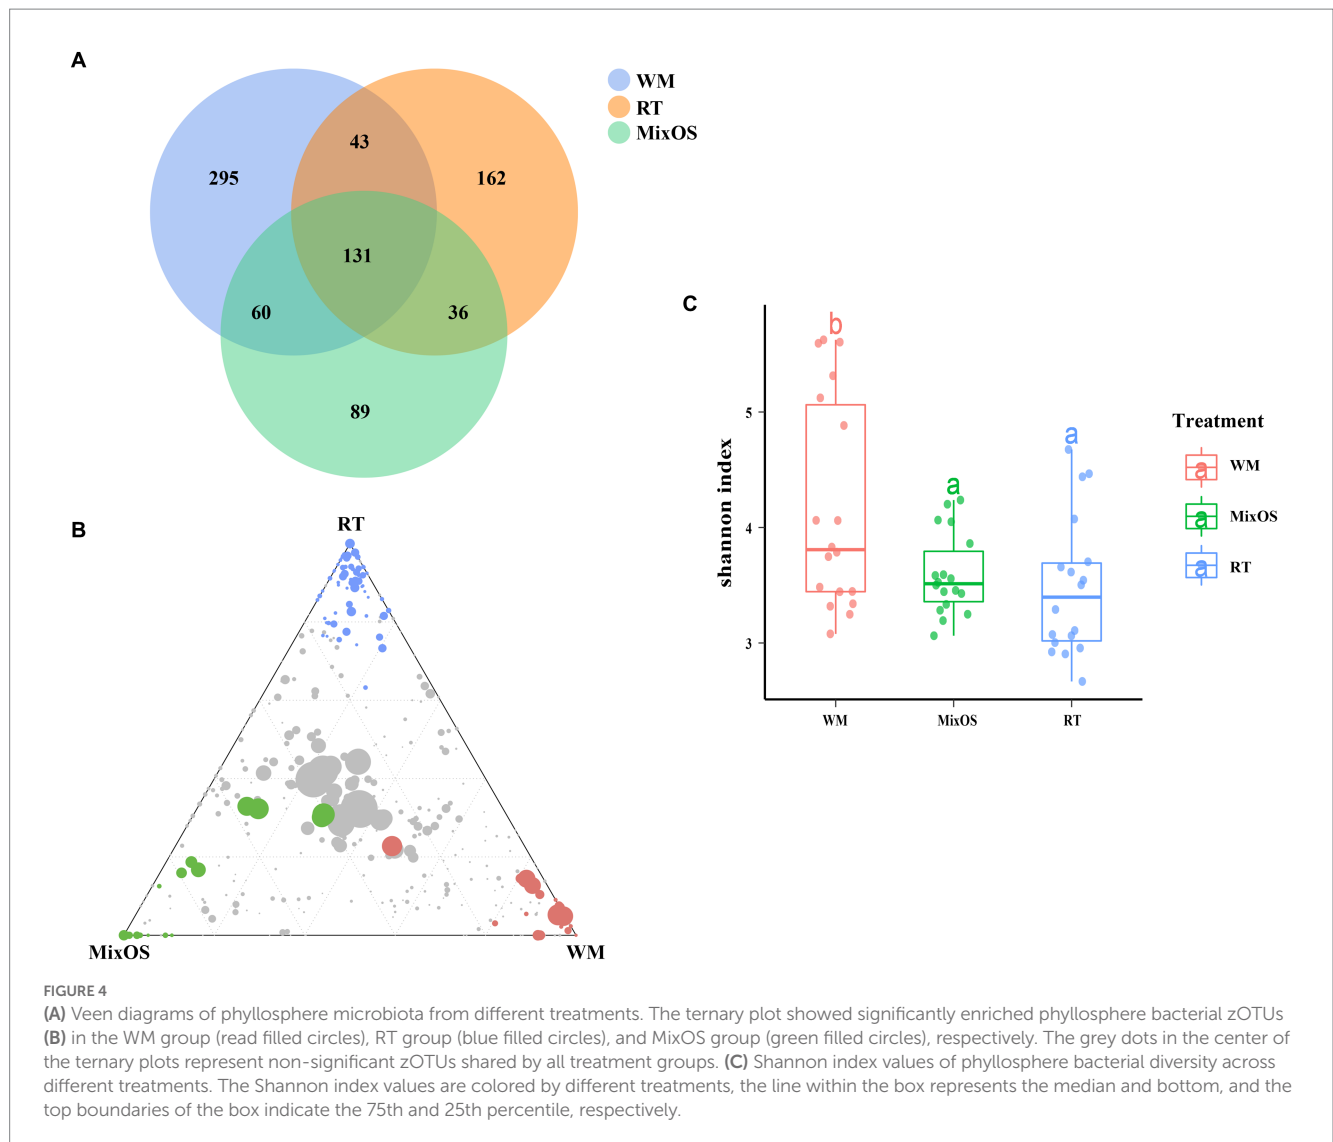 A
WM
RT
MixOS
43
295
162
131
60
36
89
B
RT
MixOS
WM
C
shannon index
5
4
3
b
a
a
WM
MixOS
RT
Treatment
a WM
a MixOS
a RT
FIGURE 4
(A) Veen diagrams of phyllosphere microbiota from different treatments. The ternary plot showed significantly enriched phyllosphere bacterial zOTUs
(B) in the WM group (read filled circles), RT group (blue filled circles), and MixOS group (green filled circles), respectively. The grey dots in the center of
the ternary plots represent non-significant zOTUs shared by all treatment groups. (C) Shannon index values of phyllosphere bacterial diversity across
different treatments. The Shannon index values are colored by different treatments, the line within the box represents the median and bottom, and the
top boundaries of the box indicate the 75th and 25th percentile, respectively.